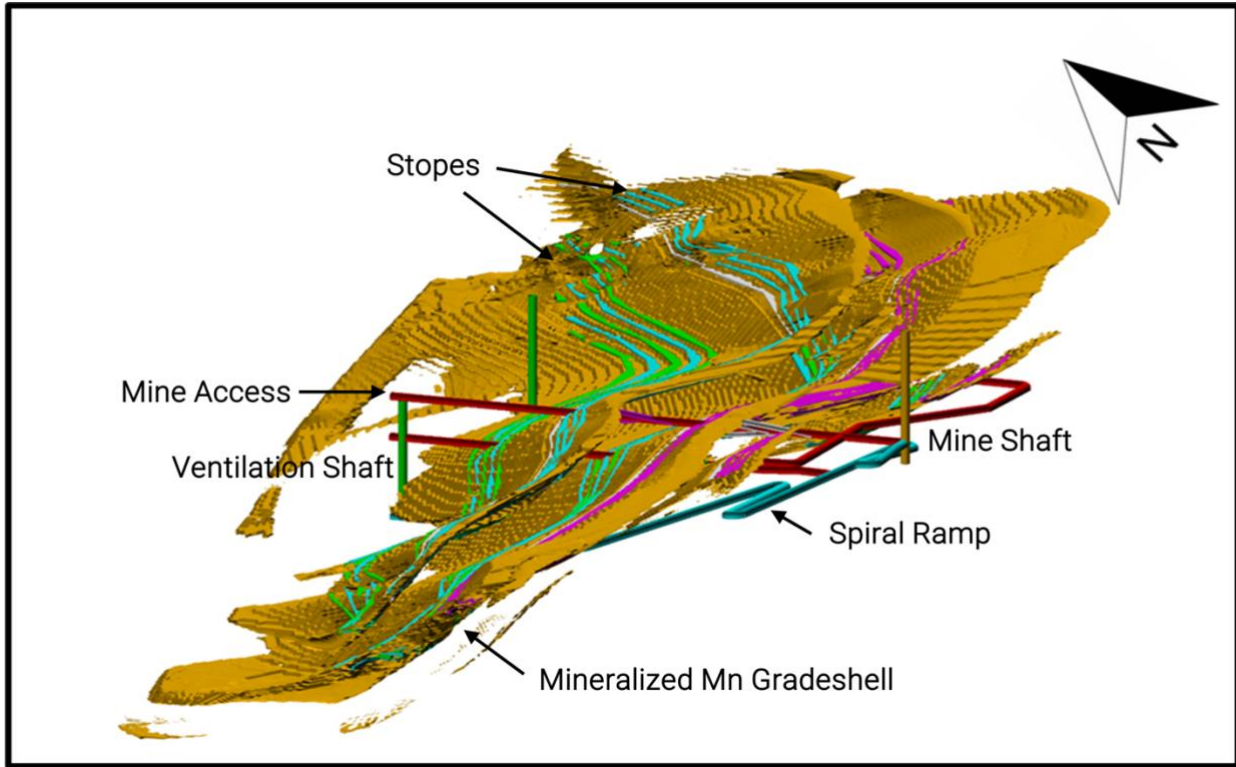 N
Stopes
Mine Access
Mine Shaft
Ventilation Shaft
Spiral Ramp
Mineralized Mn Gradeshell